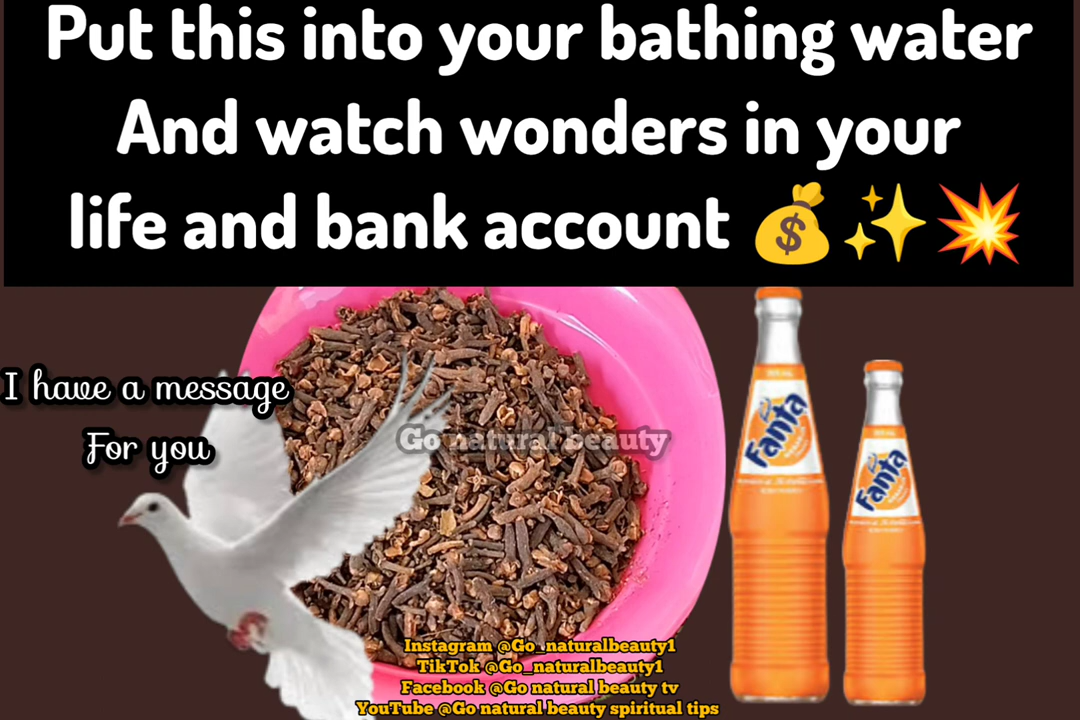 Put this into your bathing water
And watch wonders in your
life and bank account 💰✨💥
I have a message
For you
Go natural beauty
Fanta
Fanta
Instagram @Go_naturalbeauty1
TikTok @Go_naturalbeauty1
Facebook @Go natural beauty tv
YouTube @Go natural beauty spiritual tips